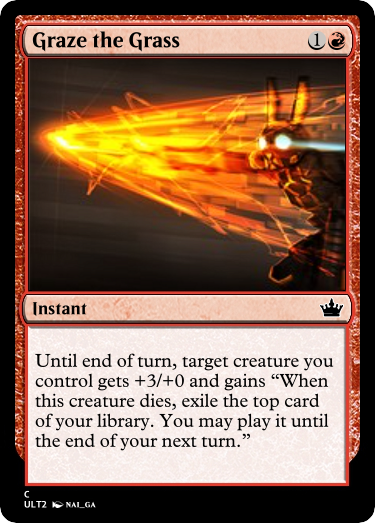 Graze the Grass 1
Instant
Until end of turn, target creature you
control gets +3/+0 and gains “When
this creature dies, exile the top card
of your library. You may play it until
the end of your next turn.”
C
ULT2 NAI_GA